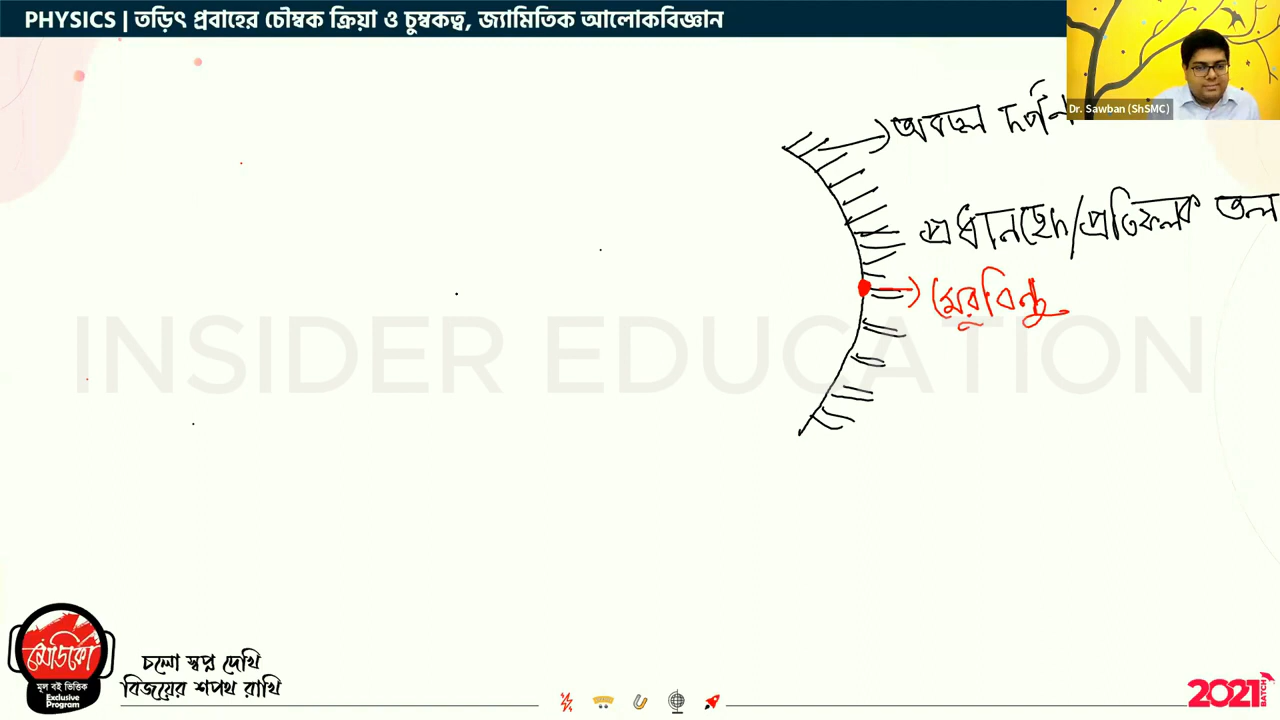 PHYSICS | তড়িৎ প্রবাহের চৌম্বক ক্রিয়া ও চুম্বকত্ব, জ্যামিতিক আলোকবিজ্ঞান
Dr. Sawban (ShSMC)
অবতল দর্পন
প্রধানছেদ/প্রতিফলক তল
মেরুবিন্দু
INSIDER EDUCATION
মেডিকো
মূল বই ভিত্তিক
Exclusive
Program
চলো স্বপ্ন দেখি
বিজয়ের শপথ রাখি
2021 BATCH